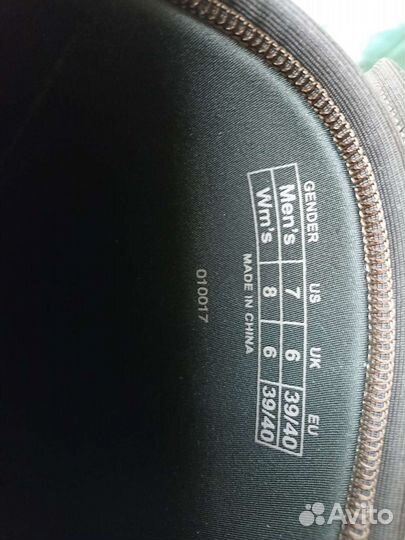 GENDER US UK EU
Men's 7 6 39/40
Wm's 8 6 39/40
MADE IN CHINA
010017
Avito